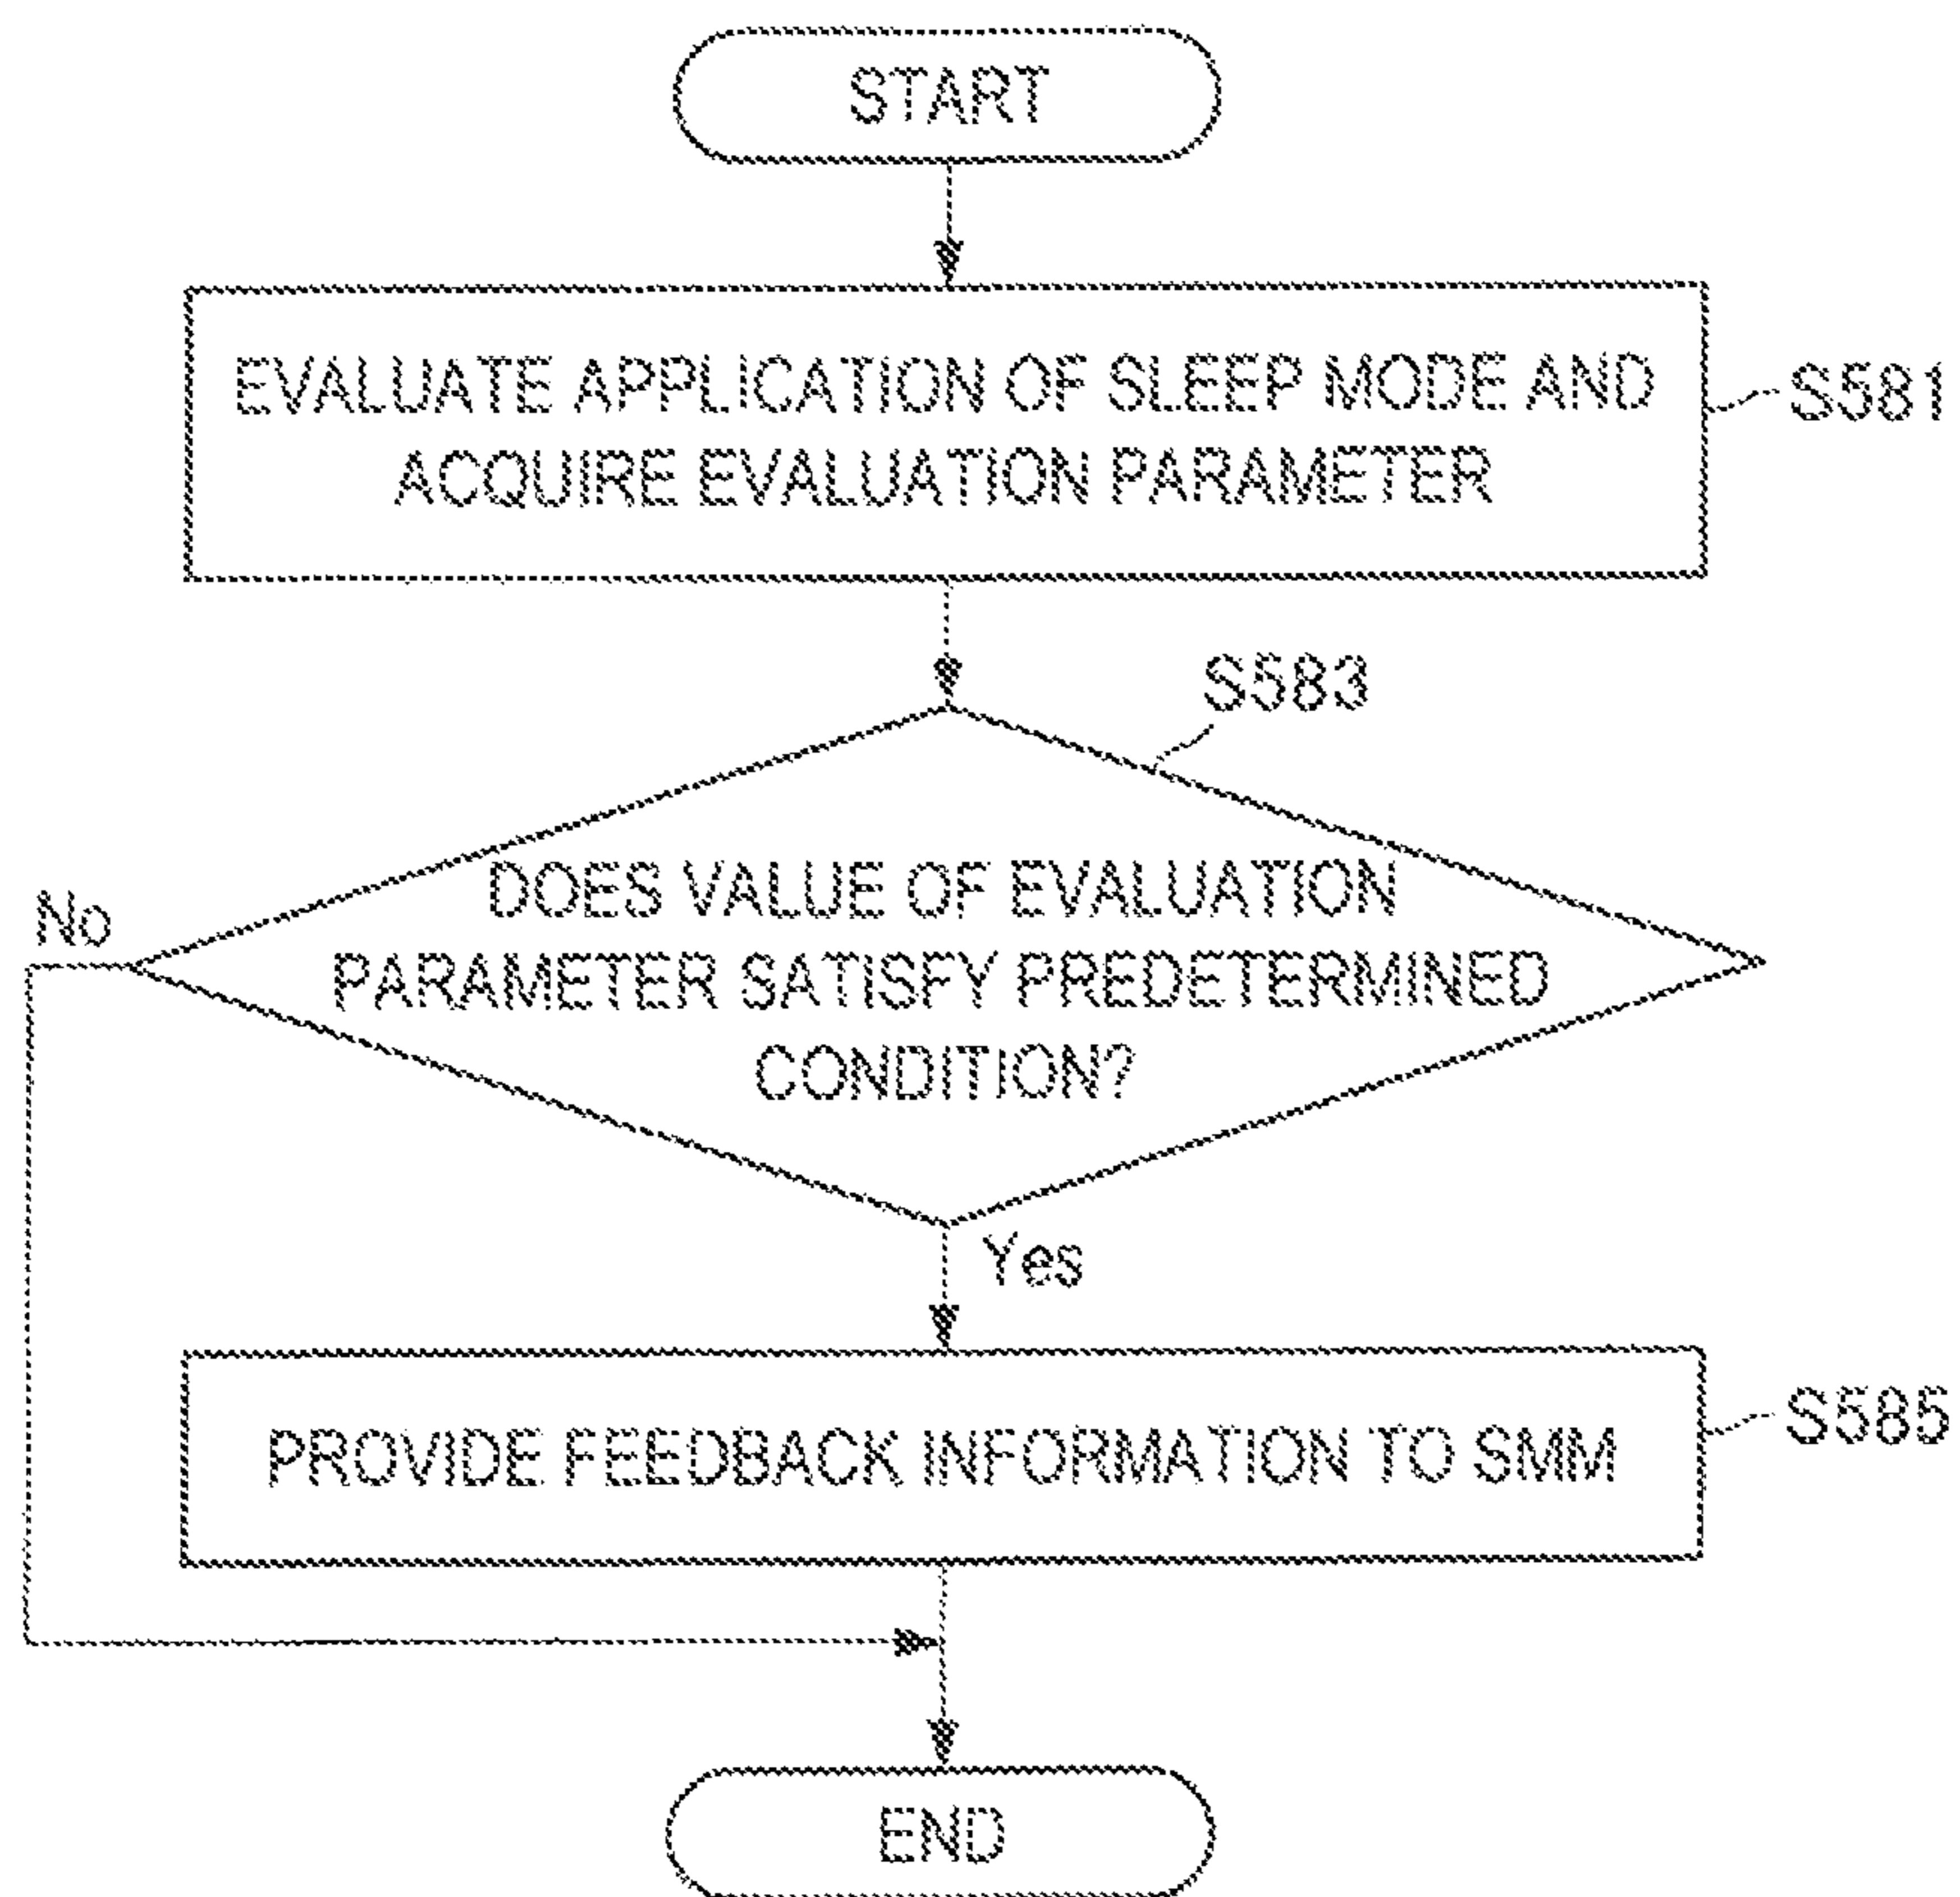 START
EVALUATE APPLICATION OF SLEEP MODE AND
ACQUIRE EVALUATION PARAMETER
S581
S583
DOES VALUE OF EVALUATION
PARAMETER SATISFY PREDETERMINED
CONDITION?
No
Yes
PROVIDE FEEDBACK INFORMATION TO SMM
S585
END